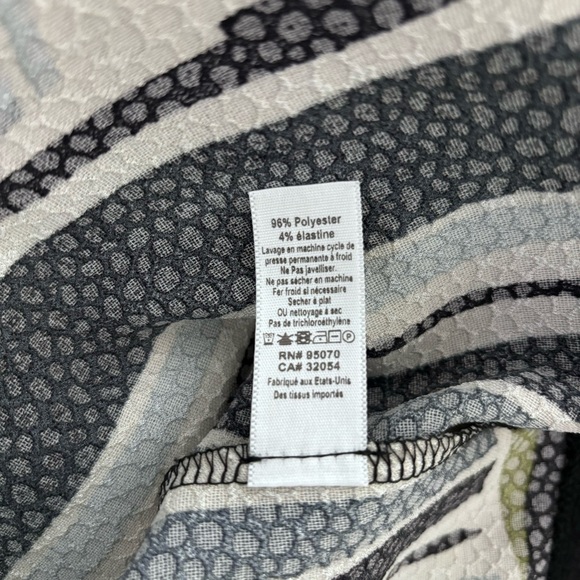 96% Polyester
4% élastine
Lavage en machine cycle de
presse permanente à froid
Ne Pas javelliser.
Ne pas sécher en machine
Fer froid si nécessaire
Secher à plat
OU nettoyage à sec
Pas de trichloroéthylène
RN# 95070
CA# 32054
Fabriqué aux Etats-Unis
Des tissus importés